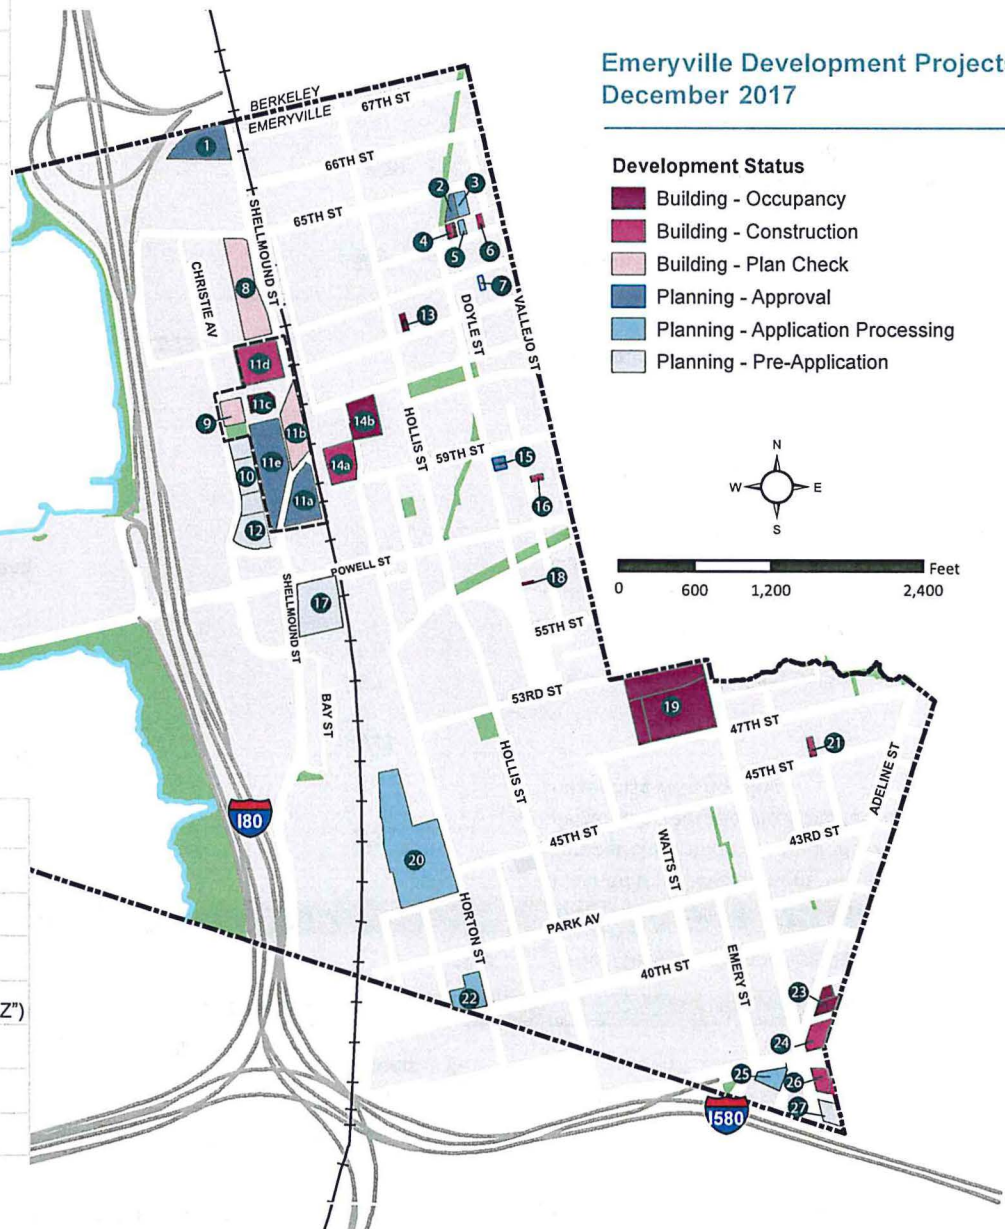 Emeryville Development Project
December 2017
Development Status
Building - Occupancy
Building - Construction
Building - Plan Check
Planning - Approval
Planning - Application Processing
Planning - Pre-Application
N
W E
S
0 600 1,200 2,400 Feet
BERKELEY
EMERYVILLE
67TH ST
1
66TH ST
2 3
SHELLMOUND ST
65TH ST
4 5 6
CHRISTIE AV
8
7
DOYLE ST
VALLEJO ST
13
11d
9
11c
11b
14b
HOLLIS ST
59TH ST
15
10
11e
14a
11a
16
12
POWELL ST
18
SHELLMOUND ST
17
55TH ST
BAY ST
53RD ST
19
47TH ST
21
45TH ST
ADELINE ST
HOLLIS ST
I80
20
45TH ST
WATTS ST
43RD ST
HORTON ST
PARK AV
40TH ST
EMERY ST
22
23
Z")
24
25
26
27
I580